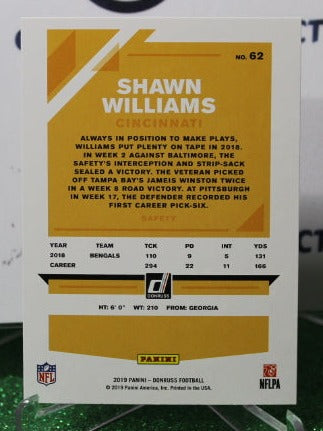 NO. 62
SHAWN
WILLIAMS
CINCINNATI
ALWAYS IN POSITION TO MAKE PLAYS,
WILLIAMS PUT PLENTY ON TAPE IN 2018.
IN WEEK 2 AGAINST BALTIMORE, THE
SAFETY'S INTERCEPTION AND STRIP-SACK
SEALED A VICTORY. THE VETERAN PICKED
OFF TAMPA BAY'S JAMEIS WINSTON TWICE
IN A WEEK 8 ROAD VICTORY. AT PITTSBURGH
IN WEEK 17, THE DEFENDER RECORDED HIS
FIRST CAREER PICK-SIX.
SAFETY
YEAR TEAM TCK PD INT YDS
2018 BENGALS 110 9 5 131
CAREER 294 22 11 166
DONRUSS
HT: 6' 0" WT: 210 FROM: GEORGIA
PANINI
NFL
NFLPA
2019 PANINI – DONRUSS FOOTBALL
© 2019 Panini America, Inc. Printed in the USA.